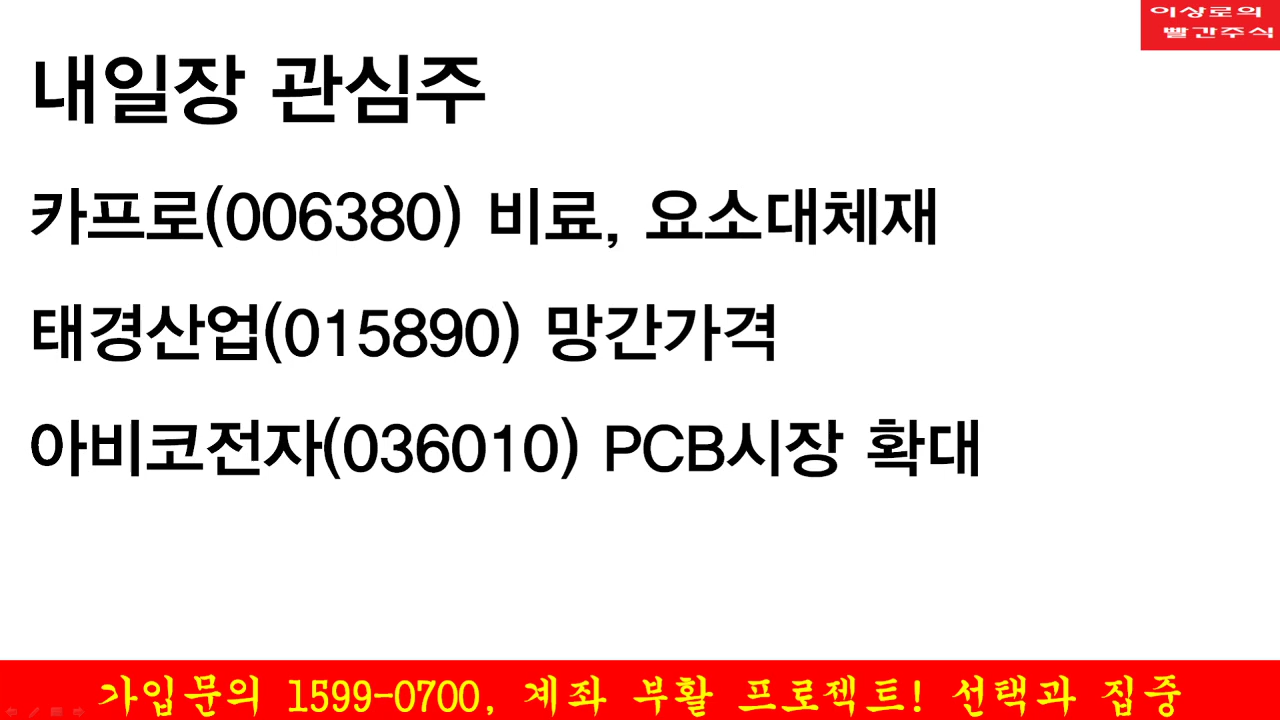 이상로의
빨간주식
내일장 관심주
카프로(006380) 비료, 요소대체재
태경산업(015890) 망간가격
아비코전자(036010) PCB시장 확대
가입문의 1599-0700, 계좌 부활 프로젝트! 선택과 집중